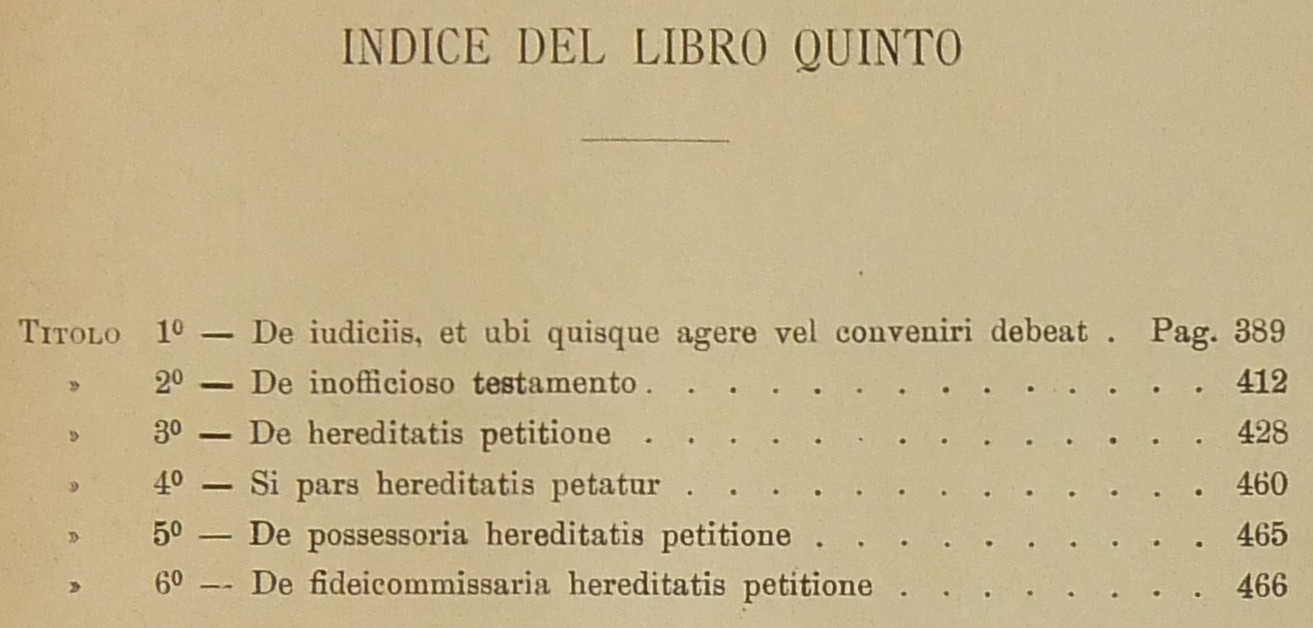 INDICE DEL LIBRO QUINTO
TITOLO 1º — De iudiciis, et ubi quisque agere vel conveniri debeat . Pag. 389
» 2º — De inofficioso testamento . . . . . . . . . . . . . . 412
» 3º — De hereditatis petitione . . . . . . . . . . . . . . 428
» 4º — Si pars hereditatis petatur . . . . . . . . . . . . . 460
» 5º — De possessoria hereditatis petitione . . . . . . . . . . 465
» 6º — De fideicommissaria hereditatis petitione . . . . . . . . 466